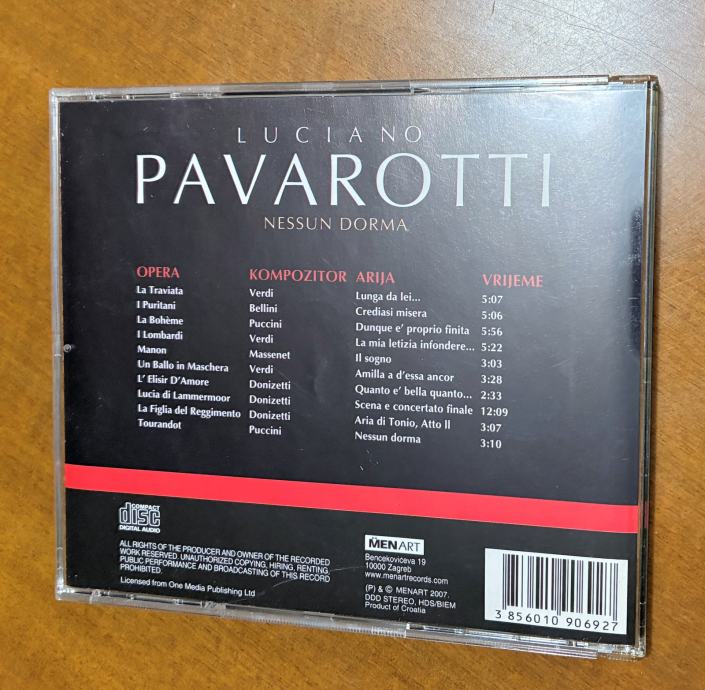 LUCIANO
PAVAROTTI
NESSUN DORMA
OPERA KOMPOZITOR ARIJA VRIJEME
La Traviata Verdi Lunga da lei... 5:07
I Puritani Bellini Crediasi misera 5:06
La Bohème Puccini Dunque e' proprio finita 5:56
I Lombardi Verdi La mia letizia infondere... 5:22
Manon Massenet Il sogno 3:03
Un Ballo in Maschera Verdi Amilla a d'essa ancor 3:28
L' Elisir D'Amore Donizetti Quanto e' bella quanto... 2:33
Lucia di Lammermoor Donizetti Scena e concertato finale 12:09
La Figlia del Reggimento Donizetti Aria di Tonio, Atto ll 3:07
Tourandot Puccini Nessun dorma 3:10
COMPACT
disc
DIGITAL AUDIO
ALL RIGHTS OF THE PRODUCER AND OWNER OF THE RECORDED
WORK RESERVED. UNAUTHORIZED COPYING, HIRING, RENTING,
PUBLIC PERFORMANCE AND BROADCASTING OF THIS RECORD
PROHIBITED.
Licensed from One Media Publishing Ltd
MENART
Bencekovićeva 19
10000 Zagreb
www.menartrecords.com
(P) & © MENART 2007.
DDD STEREO, HDS/BIEM
Product of Croatia
3 856010 906927